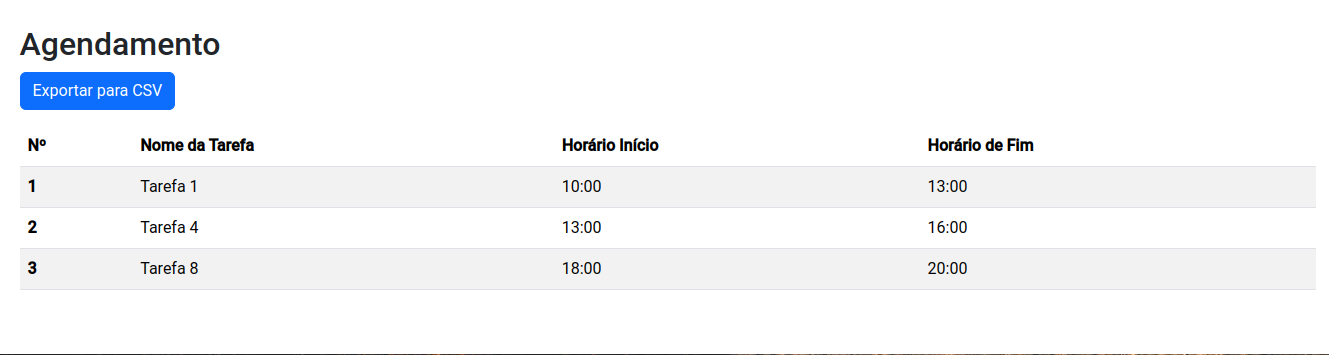 Agendamento
Exportar para CSV
Nº Nome da Tarefa Horário Início Horário de Fim
1 Tarefa 1 10:00 13:00
2 Tarefa 4 13:00 16:00
3 Tarefa 8 18:00 20:00